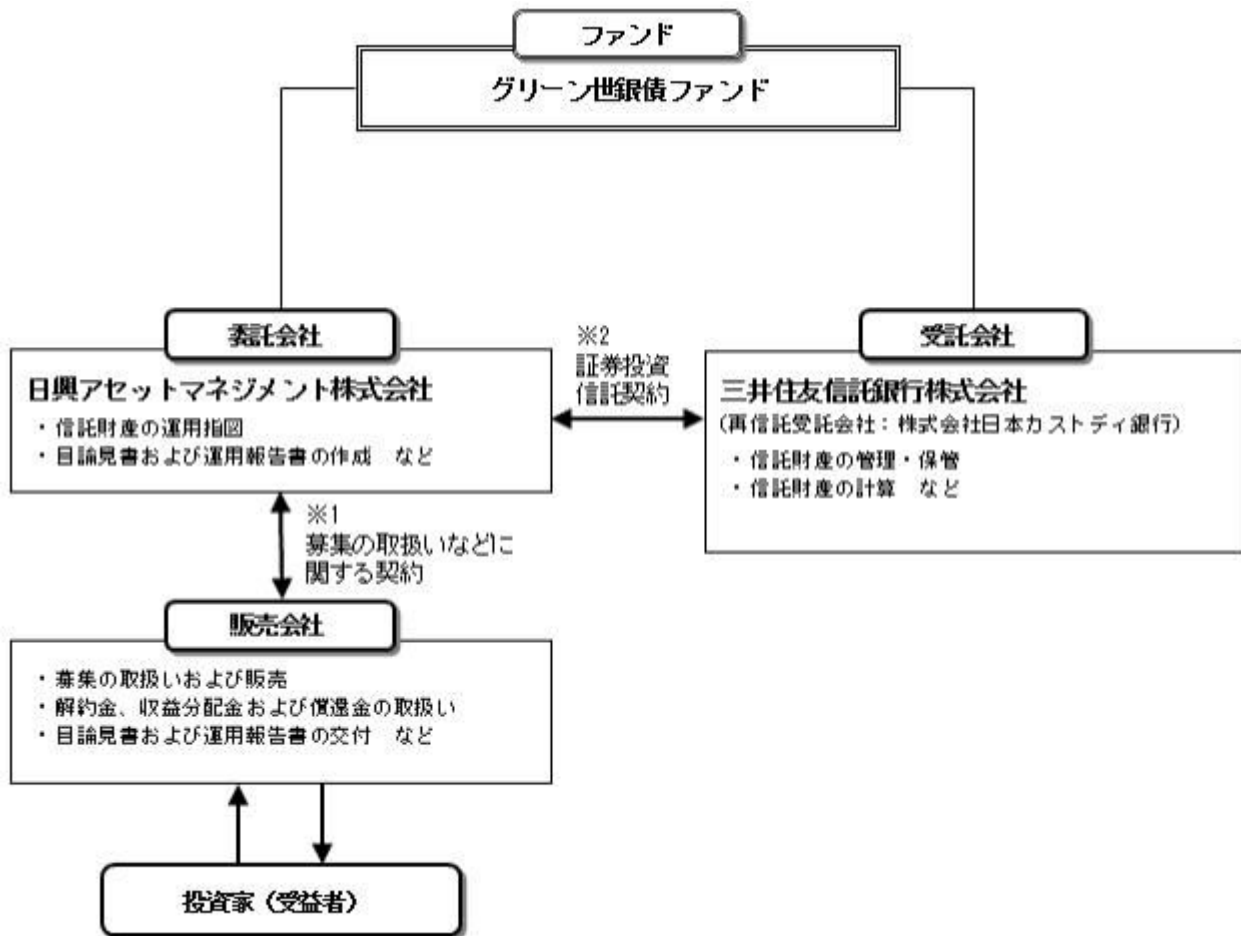 ファンド
グリーン世銀債ファンド
委託会社
日興アセットマネジメント株式会社
・信託財産の運用指図
・目論見書および運用報告書の作成　など
※2
証券投資
信託契約
受託会社
三井住友信託銀行株式会社
(再信託受託会社：株式会社日本カストディ銀行)
・信託財産の管理・保管
・信託財産の計算　など
※1
募集の取扱いなどに
関する契約
販売会社
・募集の取扱いおよび販売
・解約金、収益分配金および償還金の取扱い
・目論見書および運用報告書の交付　など
投資家（受益者）